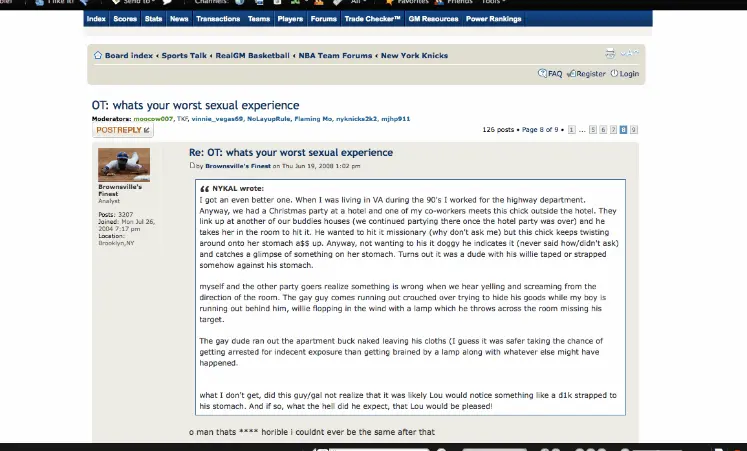 I like it!
Send to
Channels:
All
Favorites
Friends
Tools
Index Scores Stats News Transactions Teams Players Forums Trade Checker™ GM Resources Power Rankings
Board index ‹ Sports Talk ‹ RealGM Basketball ‹ NBA Team Forums ‹ New York Knicks
FAQ Register Login
OT: whats your worst sexual experience
Moderators: moocow007, TKF, vinnie_vegas69, NoLayupRule, Flaming Mo, nyknicks2k2, mjhp911
POSTREPLY
126 posts • Page 8 of 9 • 1 ... 5 6 7 8 9
Brownsville's
Finest
Analyst
Posts: 3207
Joined: Mon Jul 26,
2004 7:17 pm
Location:
Brooklyn,NY
Re: OT: whats your worst sexual experience
by Brownsville's Finest on Thu Jun 19, 2008 1:02 pm
NYKAL wrote:
I got an even better one. When I was living in VA during the 90's I worked for the highway department.
Anyway, we had a Christmas party at a hotel and one of my co-workers meets this chick outside the hotel. They
link up at another of our buddies houses (we continued partying there once the hotel party was over) and he
takes her in the room to hit it. He wanted to hit it missionary (why don't ask me) but this chick keeps twisting
around onto her stomach a$$ up. Anyway, not wanting to his it doggy he indicates it (never said how/didn't ask)
and catches a glimpse of something on her stomach. Turns out it was a dude with his willie taped or strapped
somehow against his stomach.
myself and the other party goers realize something is wrong when we hear yelling and screaming from the
direction of the room. The gay guy comes running out crouched over trying to hide his goods while my boy is
running out behind him, willie flopping in the wind with a lamp which he throws across the room missing his
target.
The gay dude ran out the apartment buck naked leaving his cloths (I guess it was safer taking the chance of
getting arrested for indecent exposure than getting brained by a lamp along with whatever else might have
happened.
what I don't get, did this guy/gal not realize that it was likely Lou would notice something like a d1k strapped to
his stomach. And if so, what the hell did he expect, that Lou would be pleased!
o man thats **** horible i couldnt ever be the same after that